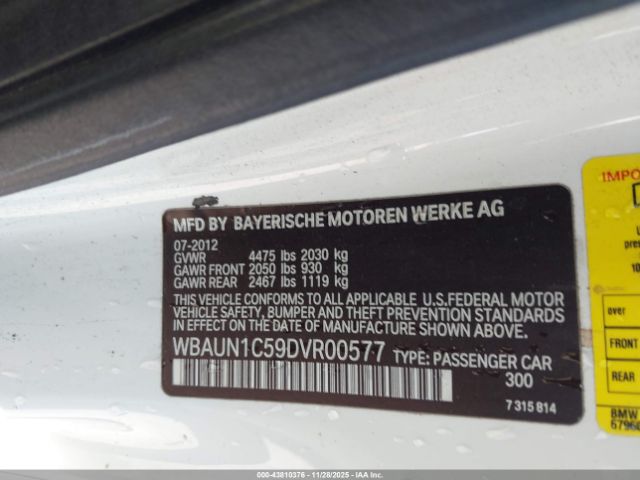 MFD BY BAYERISCHE MOTOREN WERKE AG
07-2012
GVWR 4475 lbs 2030 kg
GAWR FRONT 2050 lbs 930 kg
GAWR REAR 2467 lbs 1119 kg
THIS VEHICLE CONFORMS TO ALL APPLICABLE U.S.FEDERAL MOTOR
VEHICLE SAFETY, BUMPER AND THEFT PREVENTION STANDARDS
IN EFFECT ON THE DATE OF MANUFACTURE SHOWN ABOVE.
WBAUN1C59DVR00577 TYPE: PASSENGER CAR
300
7 315 814
IMPO
over
FRONT
REAR
BMW
6796
000-43810376 - 11/28/2025 - COPART